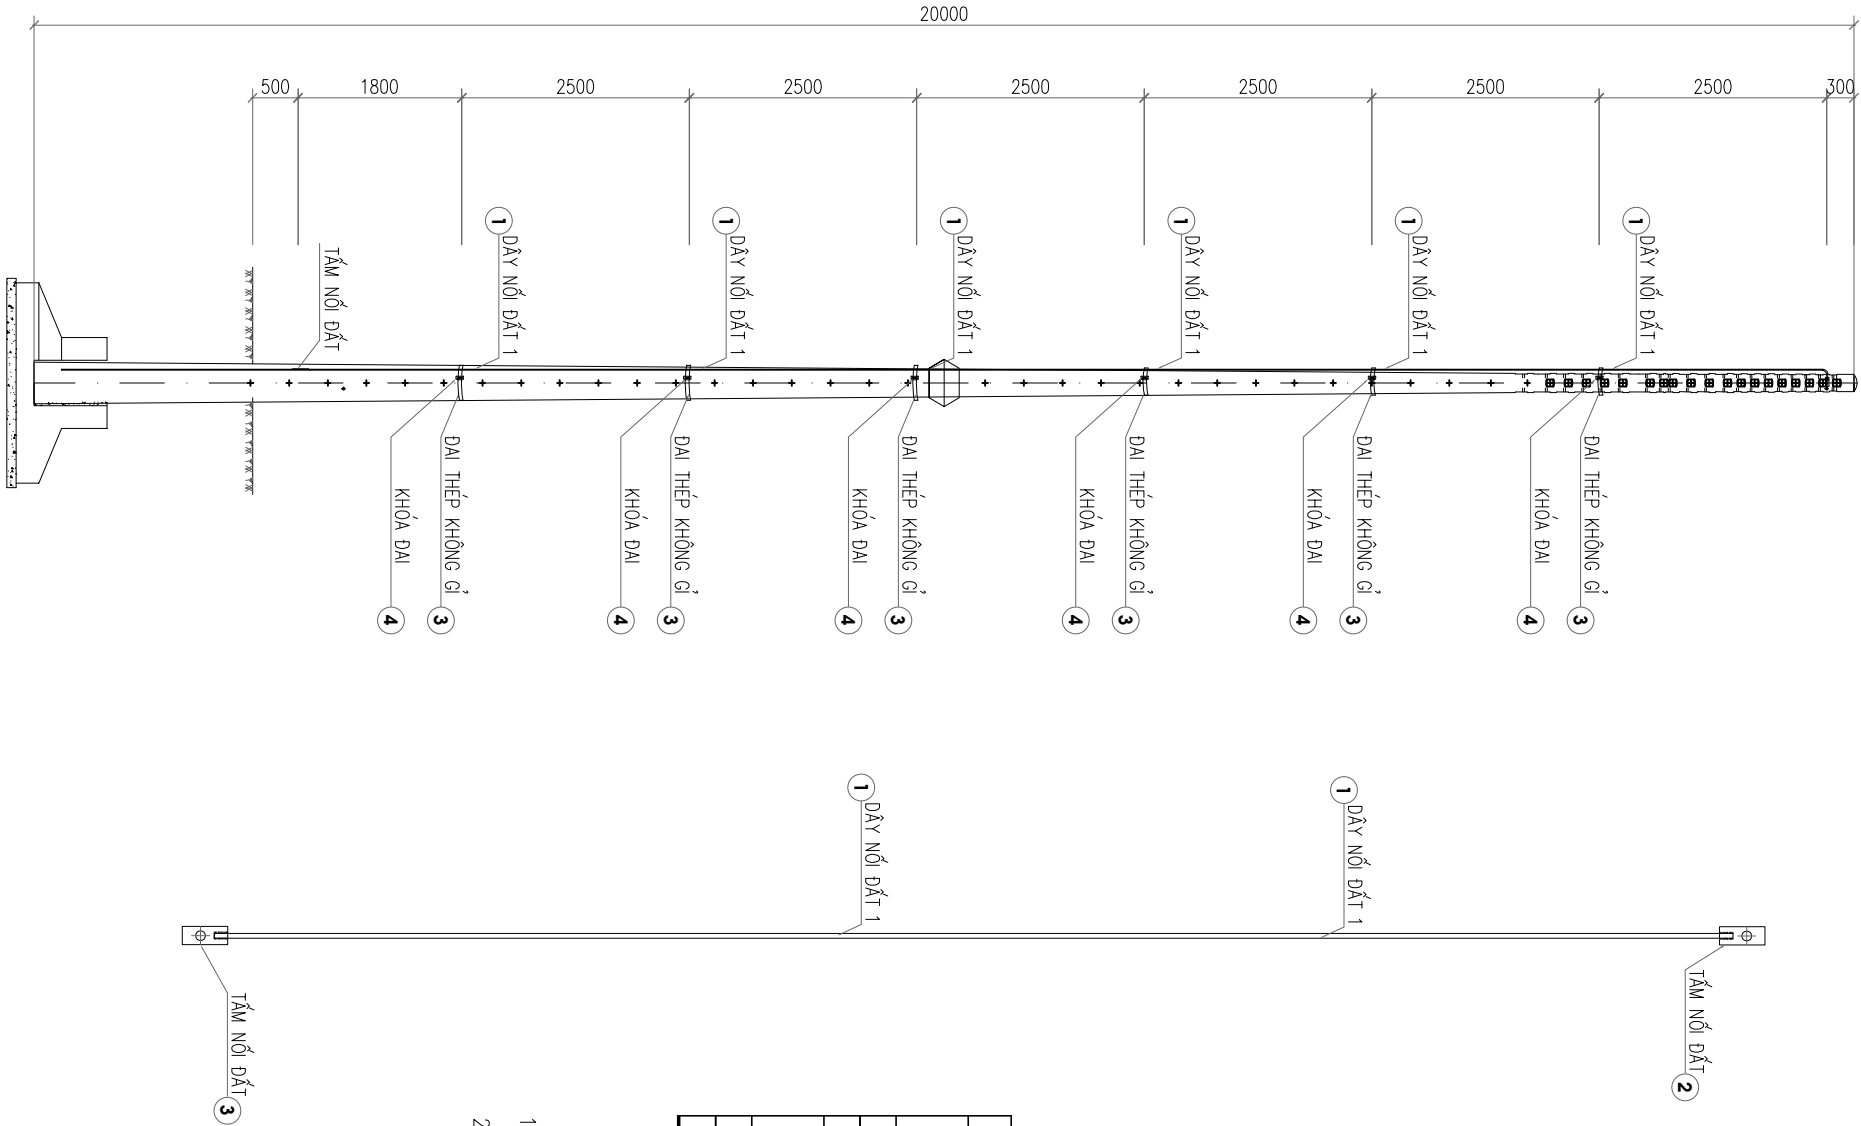 20000
500
1800
2500
2500
2500
2500
2500
2500
300
1
DÂY NỐI ĐẤT 1
1
DÂY NỐI ĐẤT 1
1
DÂY NỐI ĐẤT 1
1
DÂY NỐI ĐẤT 1
1
DÂY NỐI ĐẤT 1
1
DÂY NỐI ĐẤT 1
TẤM NỐI ĐẤT
KHÓA ĐAI
4
ĐAI THÉP KHÔNG GỈ
3
KHÓA ĐAI
4
ĐAI THÉP KHÔNG GỈ
3
KHÓA ĐAI
4
ĐAI THÉP KHÔNG GỈ
3
KHÓA ĐAI
4
ĐAI THÉP KHÔNG GỈ
3
KHÓA ĐAI
4
ĐAI THÉP KHÔNG GỈ
3
KHÓA ĐAI
4
ĐAI THÉP KHÔNG GỈ
3
1
DÂY NỐI ĐẤT 1
1
DÂY NỐI ĐẤT 1
TẤM NỐI ĐẤT
3
TẤM NỐI ĐẤT
2
1
2